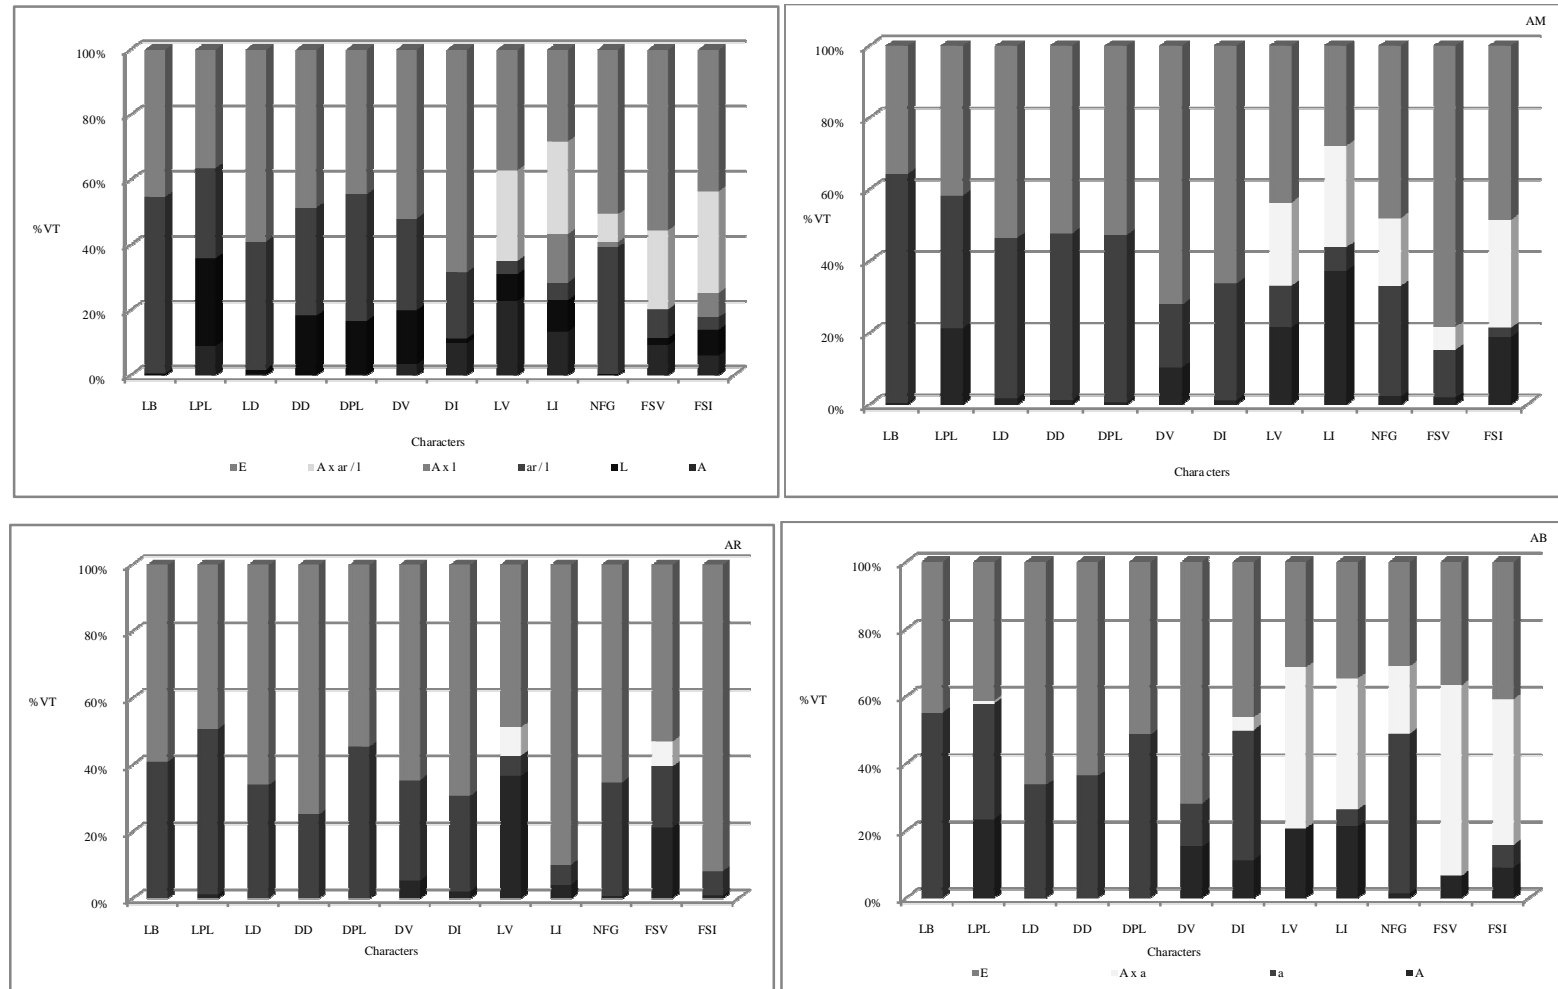 100%
80%
60%
% VT
40%
20%
0%
LB LPL LD DD DPL DV DI LV LI NFG FSV FSI
Characters
E A x ar / l A x l ar / l L A
AM
100%
80%
60%
% VT
40%
20%
0%
LB LPL LD DD DPL DV DI LV LI NFG FSV FSI
Characters
AR
100%
80%
60%
% VT
40%
20%
0%
LB LPL LD DD DPL DV DI LV LI NFG FSV FSI
Characters
AB
100%
80%
60%
% VT
40%
20%
0%
LB LPL LD DD DPL DV DI LV LI NFG FSV FSI
Characters
E A x a a A